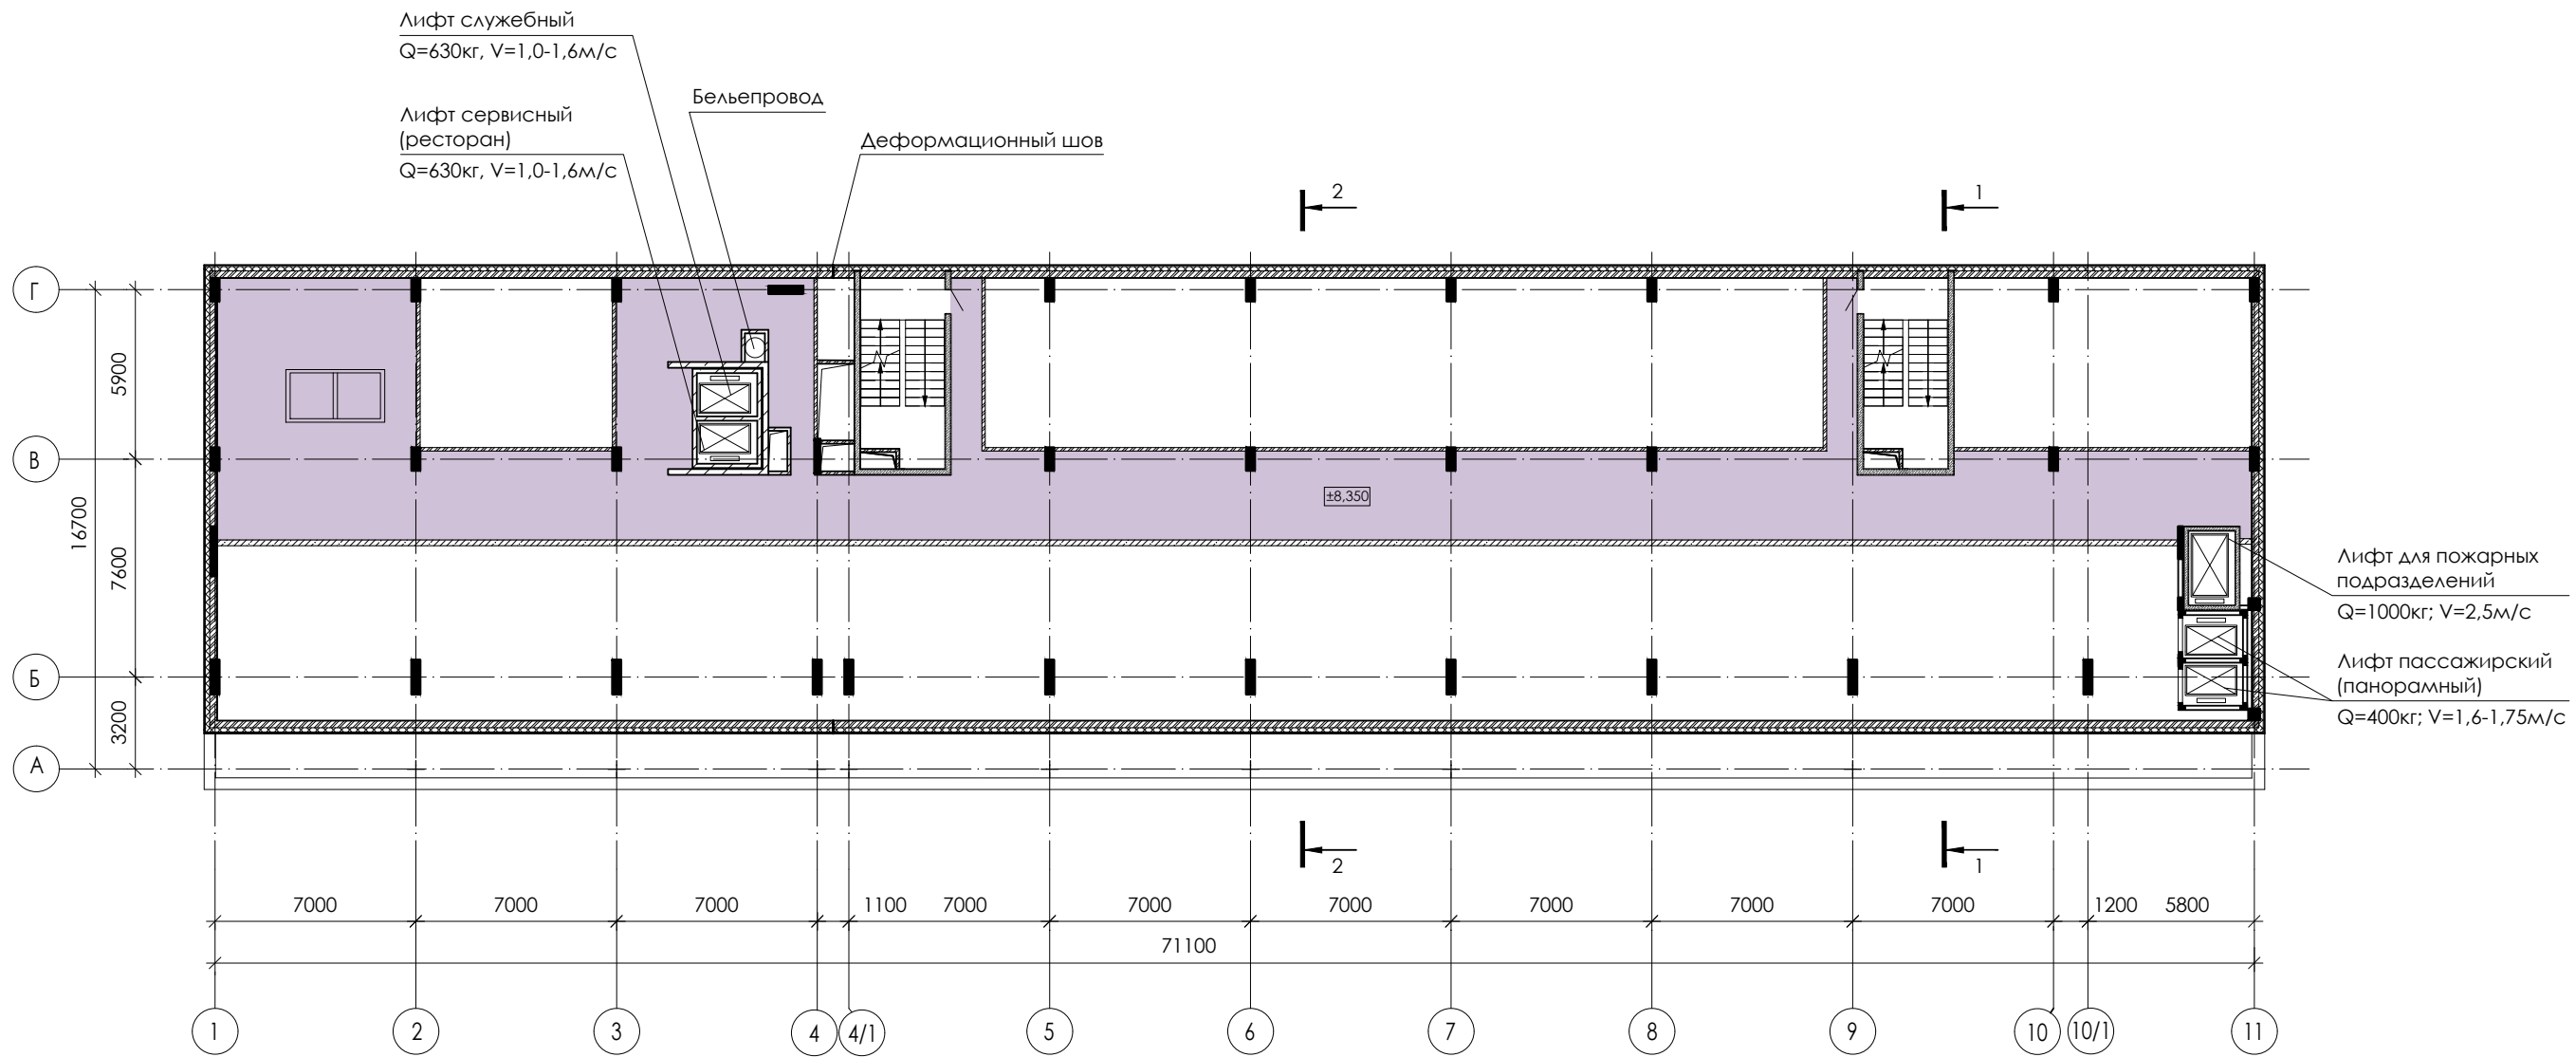 Лифт служебный
Q=630кг, V=1,0-1,6м/с
Бельепровод
Лифт сервисный
(ресторан)
Q=630кг, V=1,0-1,6м/с
Деформационный шов
2
1
Г
В
Б
А
5900
7600
3200
16700
±8,350
Лифт для пожарных
подразделений
Q=1000кг; V=2,5м/с
Лифт пассажирский
(панорамный)
Q=400кг; V=1,6-1,75м/с
2
1
7000 7000 7000 1100 7000 7000 7000 7000 7000 7000 1200 5800
71100
1 2 3 4 4/1 5 6 7 8 9 10 10/1 11